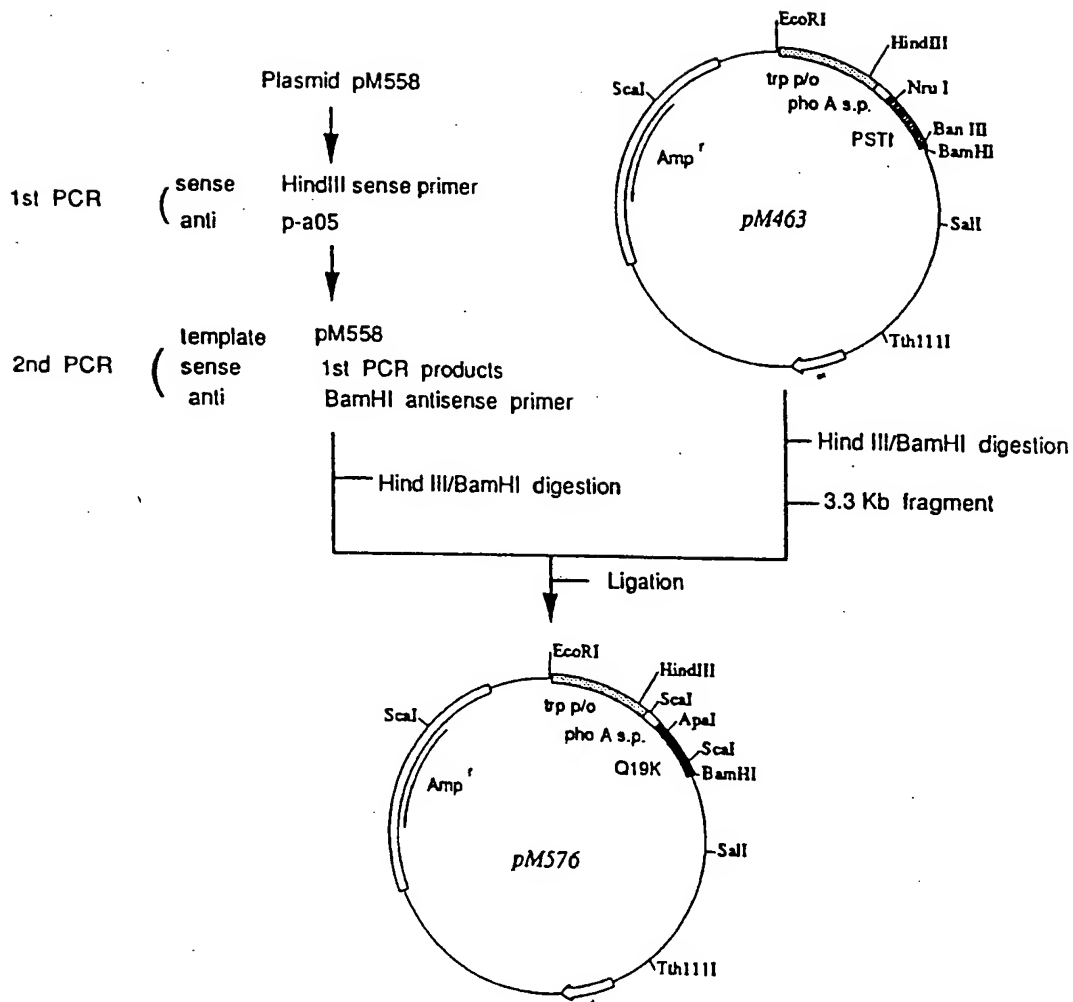 Plasmid pM558
1st PCR ( sense HindIII sense primer
anti p-a05
2nd PCR ( template pM558
sense 1st PCR products
anti BamHI antisense primer
Hind III/BamHI digestion
EcoRI
HindIII
Nru I
Ban III
BamHI
SalI
Tth111I
ScaI
Amp r
trp p/o
pho A s.p.
PSTI
pM463
Hind III/BamHI digestion
3.3 Kb fragment
Ligation
EcoRI
HindIII
ScaI
ApaI
ScaI
BamHI
SalI
Tth111I
ScaI
Amp r
trp p/o
pho A s.p.
Q19K
pM576